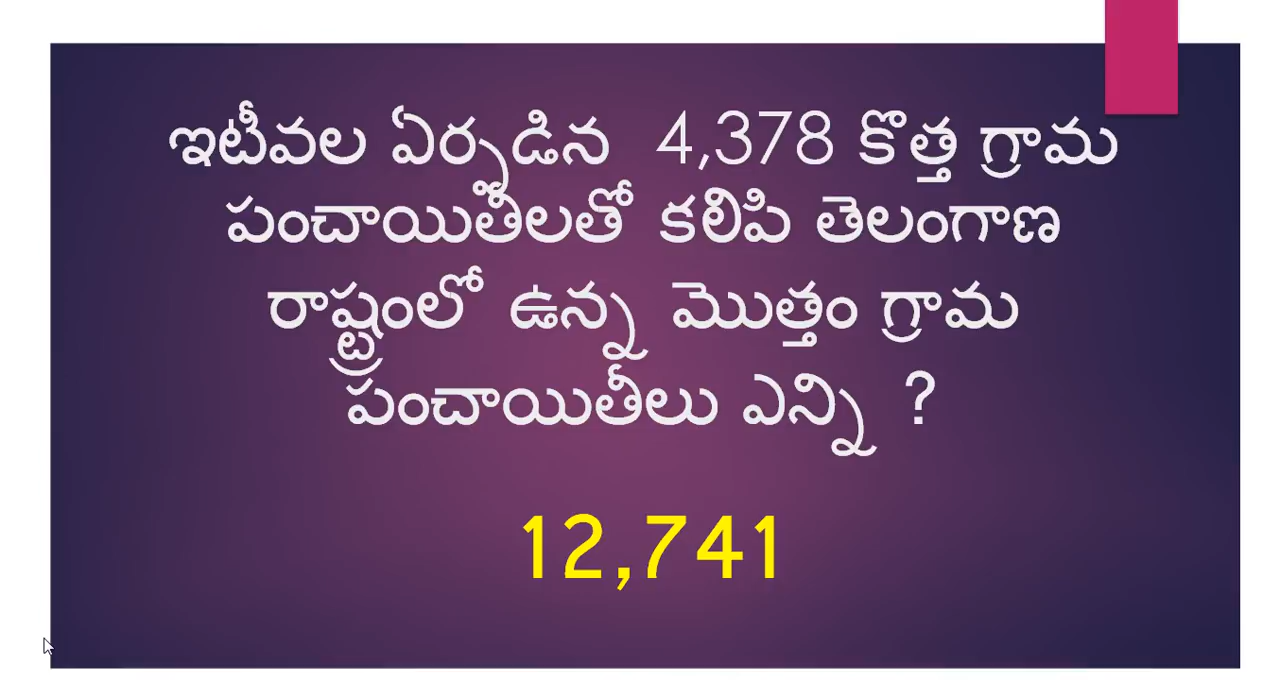 ఇటీవల ఏర్పడిన 4,378 కొత్త గ్రామ
పంచాయితీలతో కలిపి తెలంగాణ
రాష్ట్రంలో ఉన్న మొత్తం గ్రామ
పంచాయితీలు ఎన్ని ?
12,741